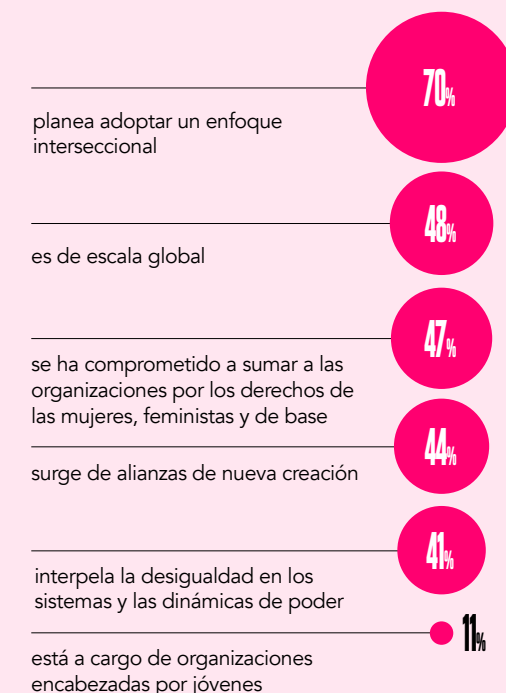 70%
planea adoptar un enfoque
interseccional
48%
es de escala global
47%
se ha comprometido a sumar a las
organizaciones por los derechos de
las mujeres, feministas y de base
44%
surge de alianzas de nueva creación
41%
interpela la desigualdad en los
sistemas y las dinámicas de poder
11%
está a cargo de organizaciones
encabezadas por jóvenes